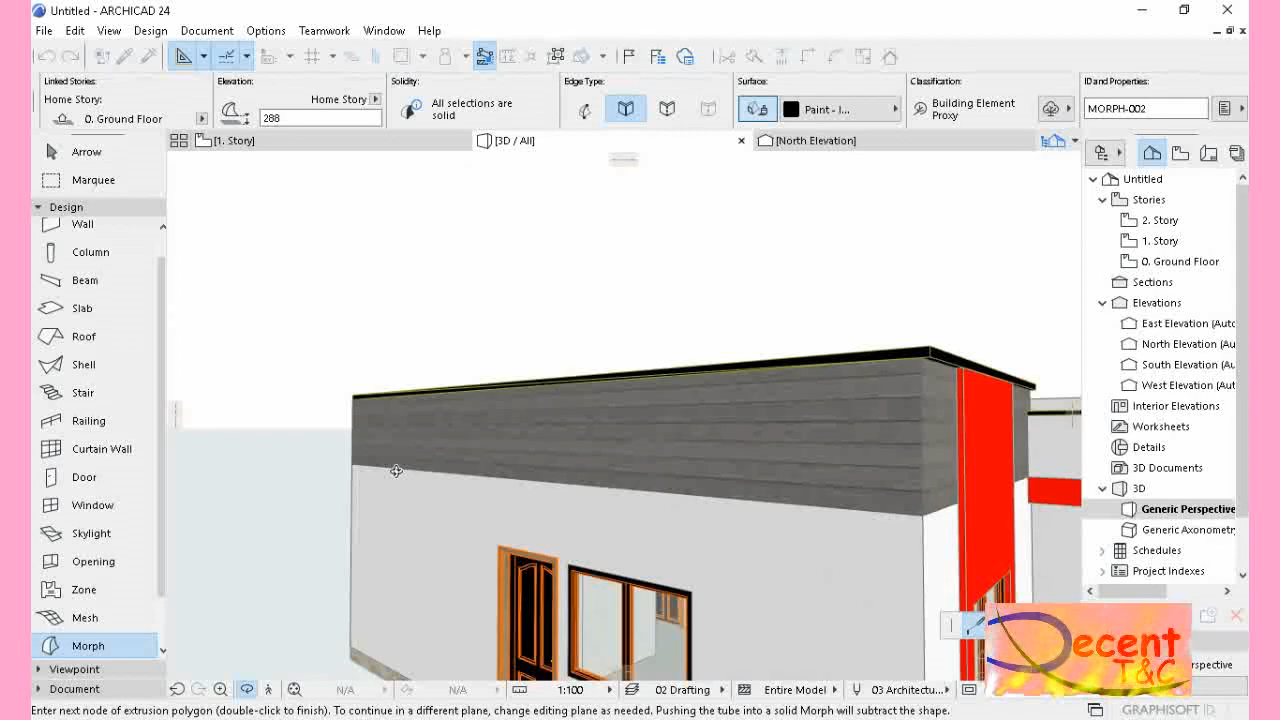 Untitled - ARCHICAD 24
File Edit View Design Document Options Teamwork Window Help
Linked Stories: Elevation: Solidity: Edge Type: Surface: Classification: ID and Properties:
Home Story: Home Story All selections are solid Building Element Proxy
0. Ground Floor 288 Paint - I... MORPH-002
[1. Story] [3D / All] [North Elevation]
Arrow
Marquee
Design
Wall
Column
Beam
Slab
Roof
Shell
Stair
Railing
Curtain Wall
Door
Window
Skylight
Opening
Zone
Mesh
Morph
Viewpoint
Document
Untitled
Stories
2. Story
1. Story
0. Ground Floor
Sections
Elevations
East Elevation (Auto
North Elevation (Au
South Elevation (Aut
West Elevation (Aut
Interior Elevations
Worksheets
Details
3D Documents
3D
Generic Perspective
Generic Axonometr
Schedules
Project Indexes
Decent
T&C
rspective
N/A N/A 1:100 02 Drafting Entire Model 03 Architectu...
Enter next node of extrusion polygon (double-click to finish). To continue in a different plane, change editing plane as needed. Pushing the tube into a solid Morph will subtract the shape.
GRAPHISOFT ID